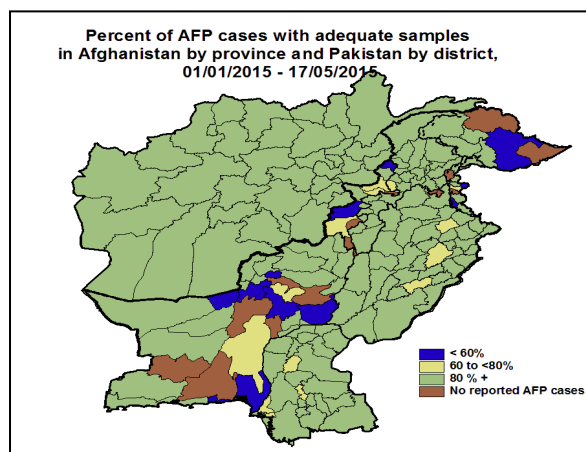 Percent of AFP cases with adequate samples
in Afghanistan by province and Pakistan by district,
01/01/2015 - 17/05/2015
< 60%
60 to <80%
80 % +
No reported AFP cases